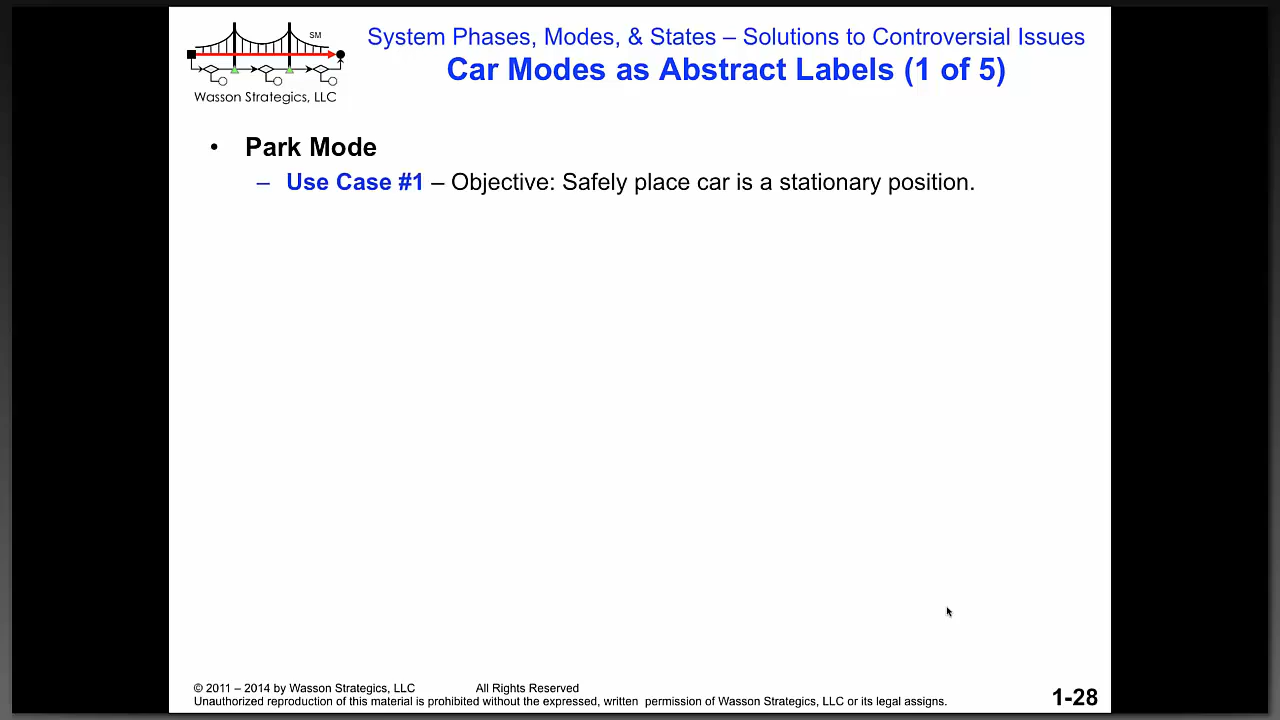 SM
Wasson Strategics, LLC
System Phases, Modes, & States – Solutions to Controversial Issues
Car Modes as Abstract Labels (1 of 5)
• Park Mode
– Use Case #1 – Objective: Safely place car is a stationary position.
© 2011 – 2014 by Wasson Strategics, LLC All Rights Reserved
Unauthorized reproduction of this material is prohibited without the expressed, written permission of Wasson Strategics, LLC or its legal assigns.
1-28